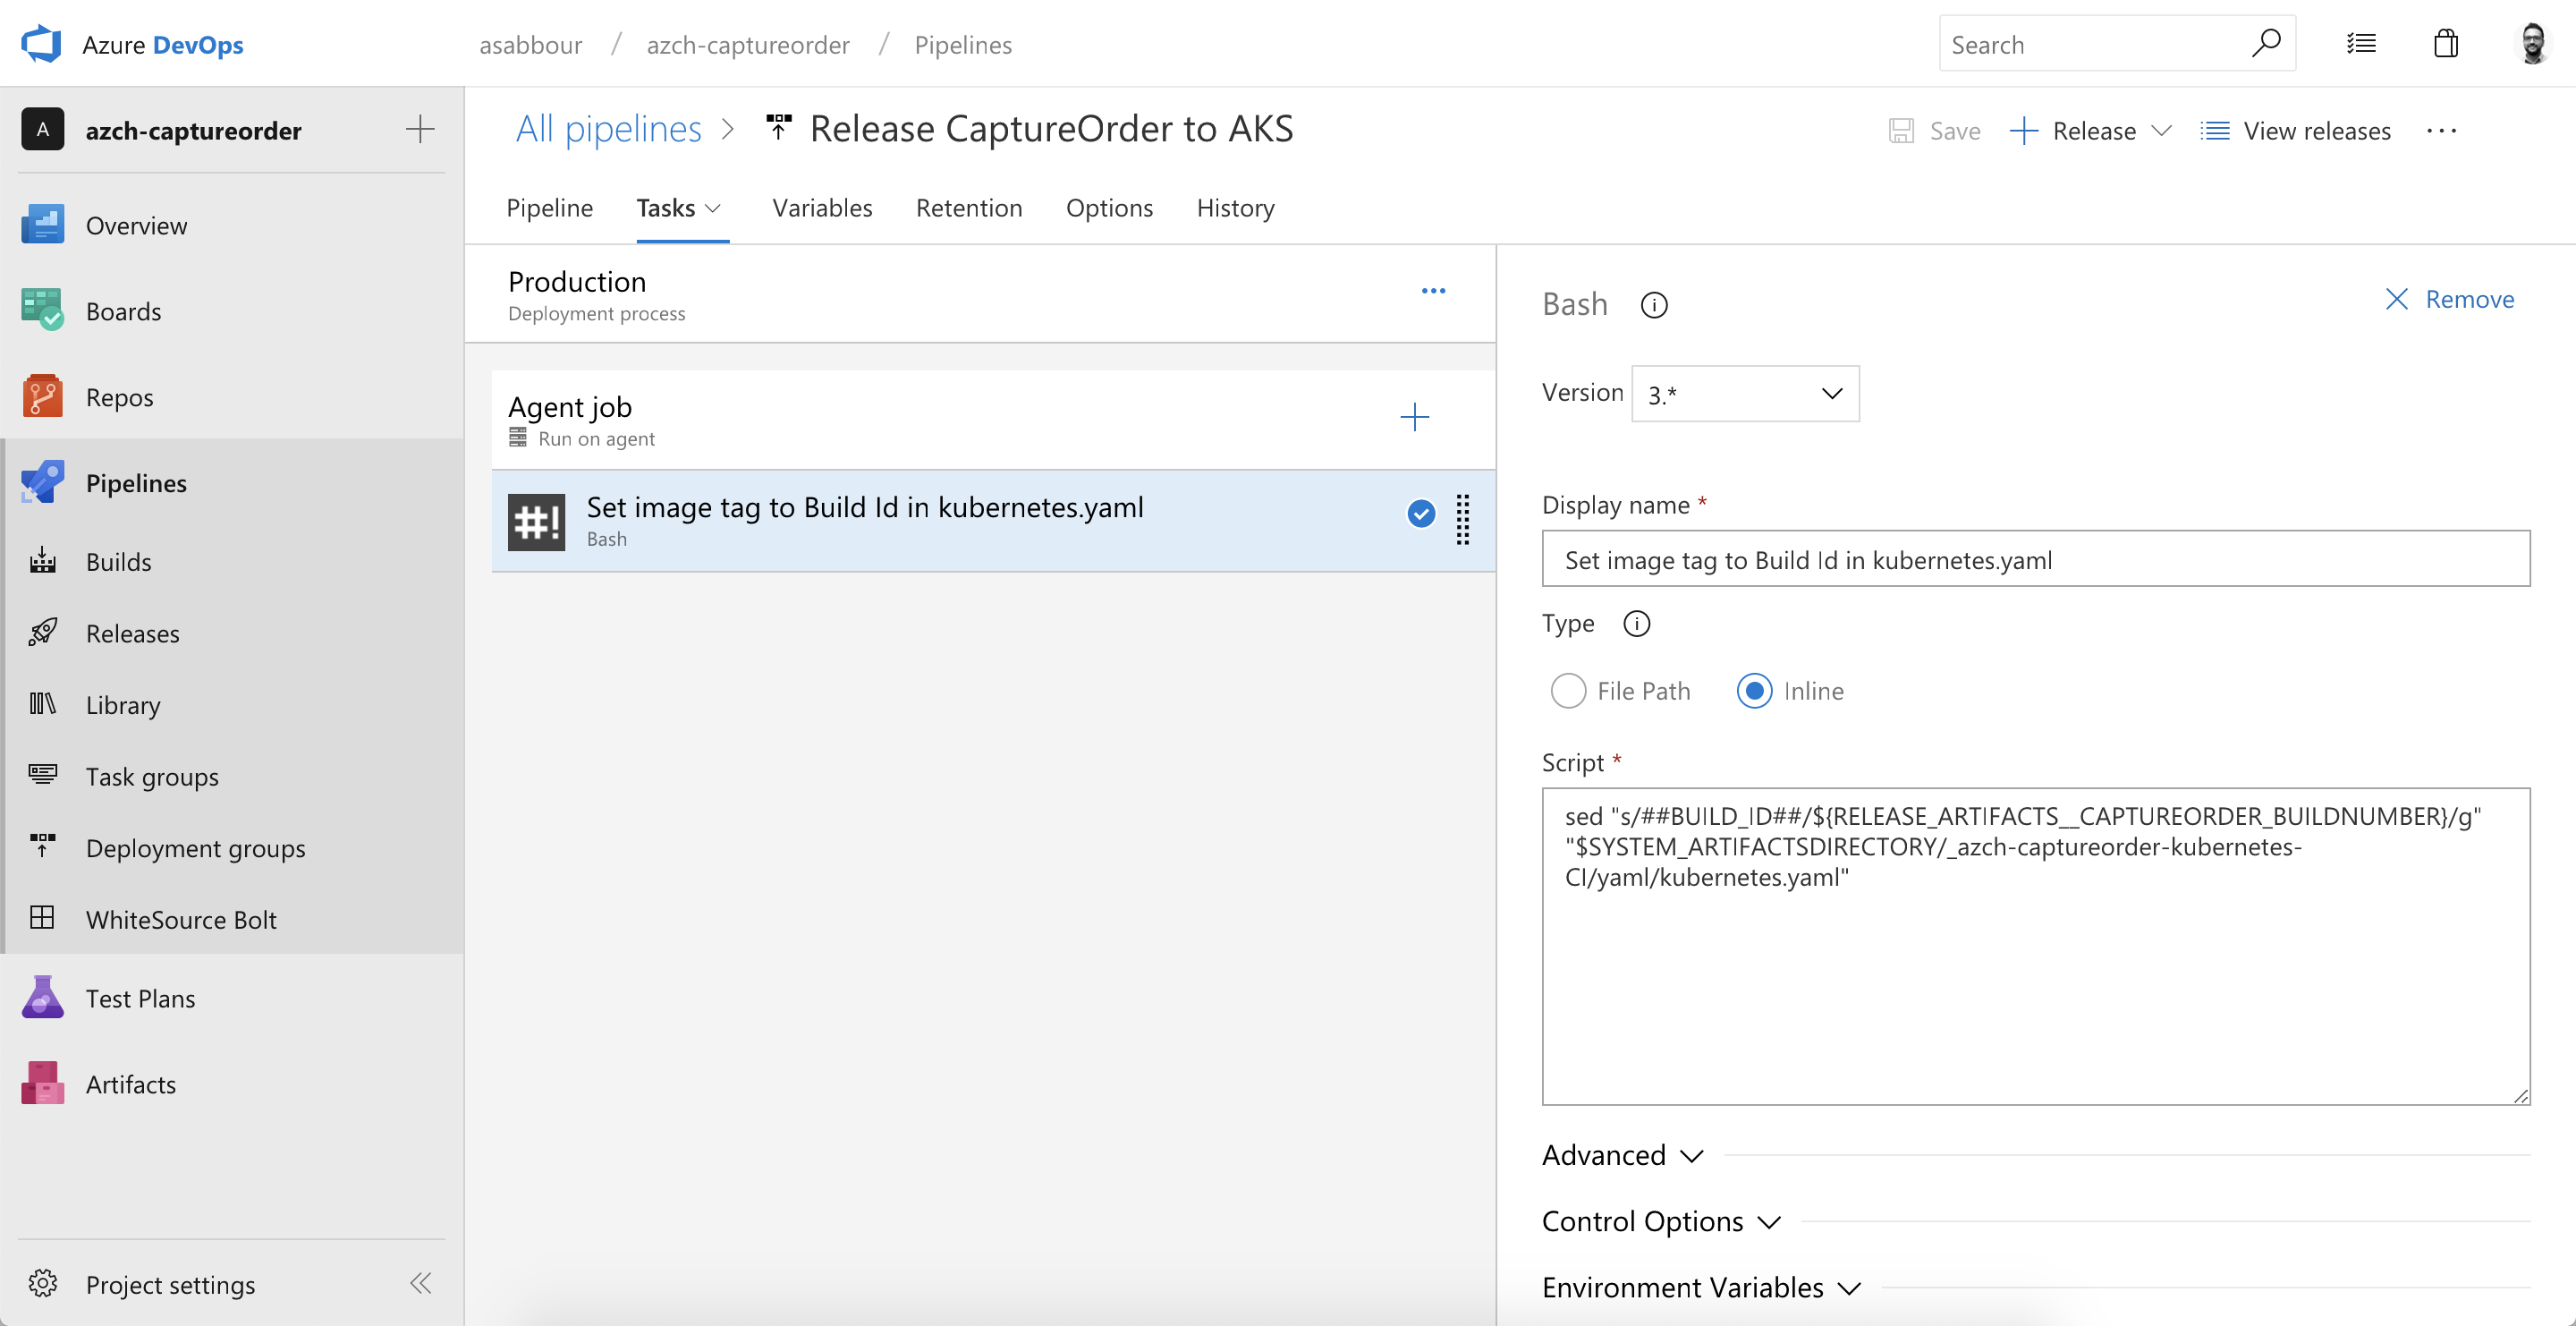 Azure DevOps
asabbour / azch-captureorder / Pipelines
Search
A
azch-captureorder
Overview
Boards
Repos
Pipelines
Builds
Releases
Library
Task groups
Deployment groups
WhiteSource Bolt
Test Plans
Artifacts
Project settings
All pipelines > Release CaptureOrder to AKS
Save
Release
View releases
Pipeline
Tasks
Variables
Retention
Options
History
Production
Deployment process
Agent job
Run on agent
#!
Set image tag to Build Id in kubernetes.yaml
Bash
Bash
Remove
Version
3.*
Display name *
Set image tag to Build Id in kubernetes.yaml
Type
File Path
Inline
Script *
sed "s/##BUILD_ID##/${RELEASE_ARTIFACTS__CAPTUREORDER_BUILDNUMBER}/g"
"$SYSTEM_ARTIFACTSDIRECTORY/_azch-captureorder-kubernetes-
CI/yaml/kubernetes.yaml"
Advanced
Control Options
Environment Variables